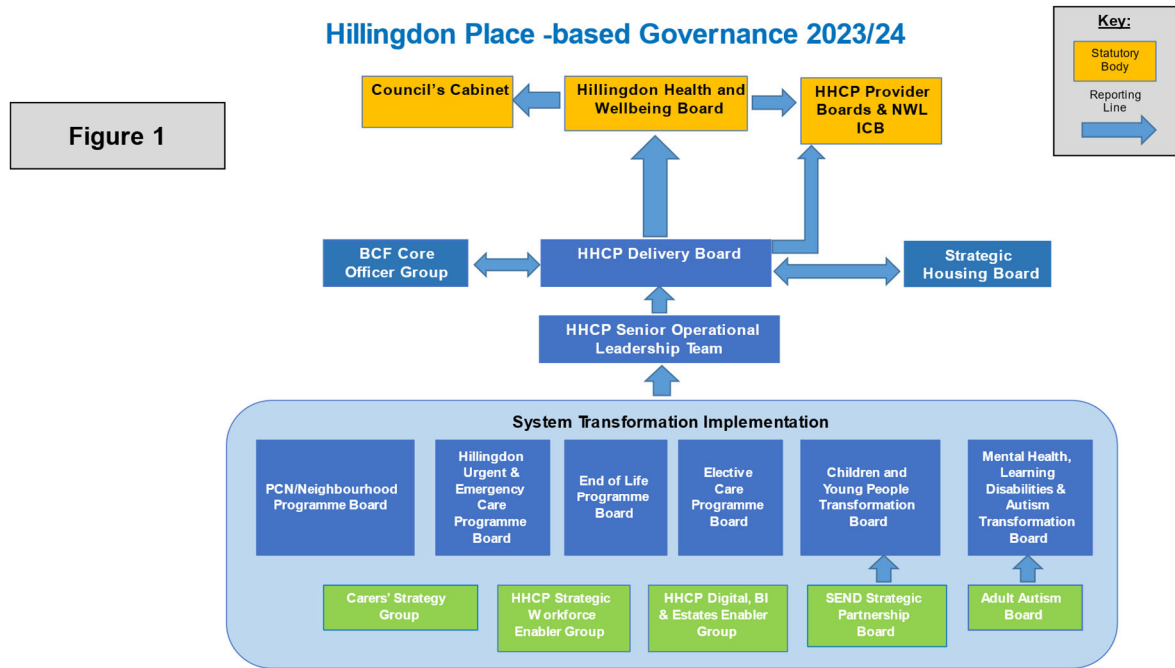 Hillingdon Place -based Governance 2023/24
Key:
Statutory
Body
Reporting
Line
Figure 1
Council's Cabinet
Hillingdon Health and
Wellbeing Board
HHCP Provider
Boards & NWL
ICB
BCF Core
Officer Group
HHCP Delivery Board
Strategic
Housing Board
HHCP Senior Operational
Leadership Team
System Transformation Implementation
PCN/Neighbourhood
Programme Board
Hillingdon
Urgent &
Emergency
Care
Programme
Board
End of Life
Programme
Board
Elective
Care
Programme
Board
Children and
Young People
Transformation
Board
Mental Health,
Learning
Disabilities &
Autism
Transformation
Board
Carers' Strategy
Group
HHCP Strategic
Workforce
Enabler Group
HHCP Digital, BI
& Estates Enabler
Group
SEND Strategic
Partnership
Board
Adult Autism
Board